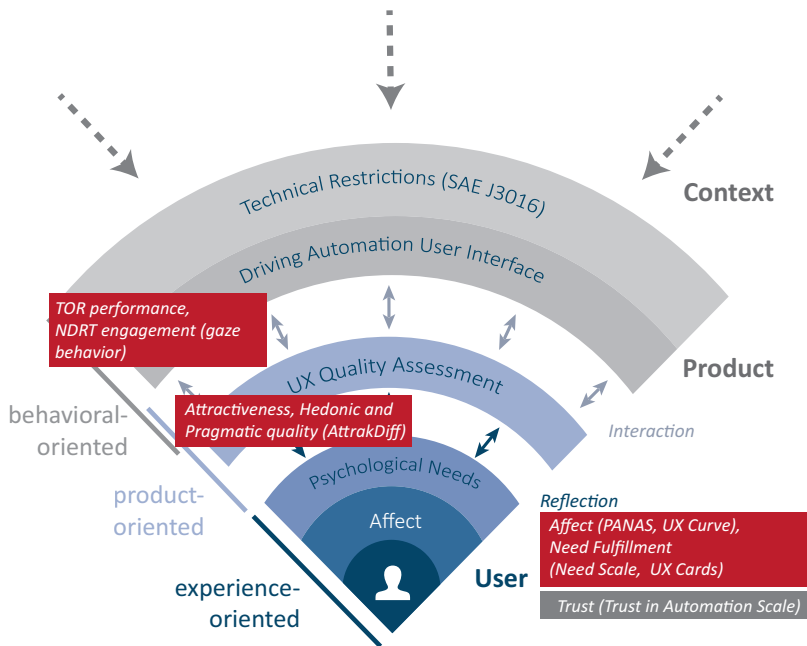 Technical Restrictions (SAE J3016)
Context
Driving Automation User Interface
TOR performance,
NDRT engagement (gaze
behavior)
Product
UX Quality Assessment
behavioral-
oriented
Attractiveness, Hedonic and
Pragmatic quality (AttrakDiff)
Interaction
product-
oriented
Psychological Needs
Reflection
Affect
Affect (PANAS, UX Curve),
Need Fulfillment
(Need Scale, UX Cards)
User
experience-
oriented
Trust (Trust in Automation Scale)